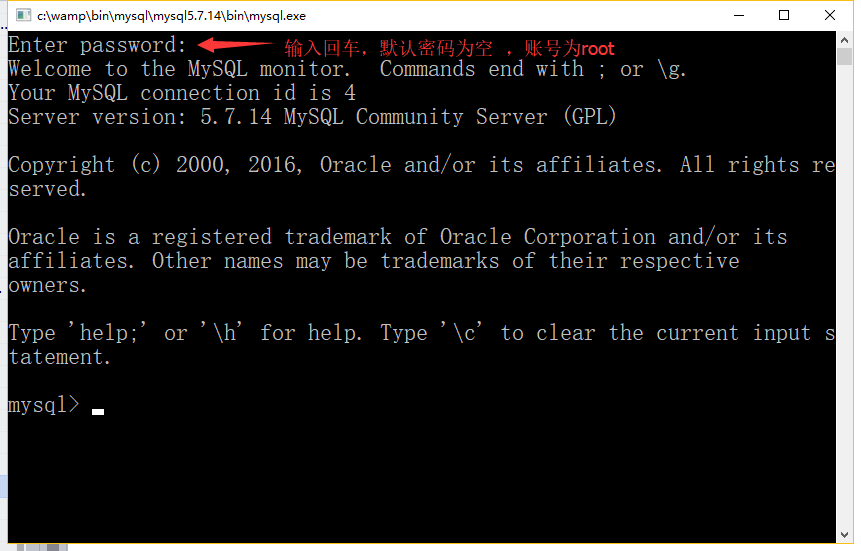 c:\wamp\bin\mysql\mysql5.7.14\bin\mysql.exe
Enter password: 输入回车，默认密码为空 ，账号为root
Welcome to the MySQL monitor.  Commands end with ; or \g.
Your MySQL connection id is 4
Server version: 5.7.14 MySQL Community Server (GPL)
Copyright (c) 2000, 2016, Oracle and/or its affiliates. All rights re
served.
Oracle is a registered trademark of Oracle Corporation and/or its
affiliates. Other names may be trademarks of their respective
owners.
Type 'help;' or '\h' for help. Type '\c' to clear the current input s
tatement.
mysql>